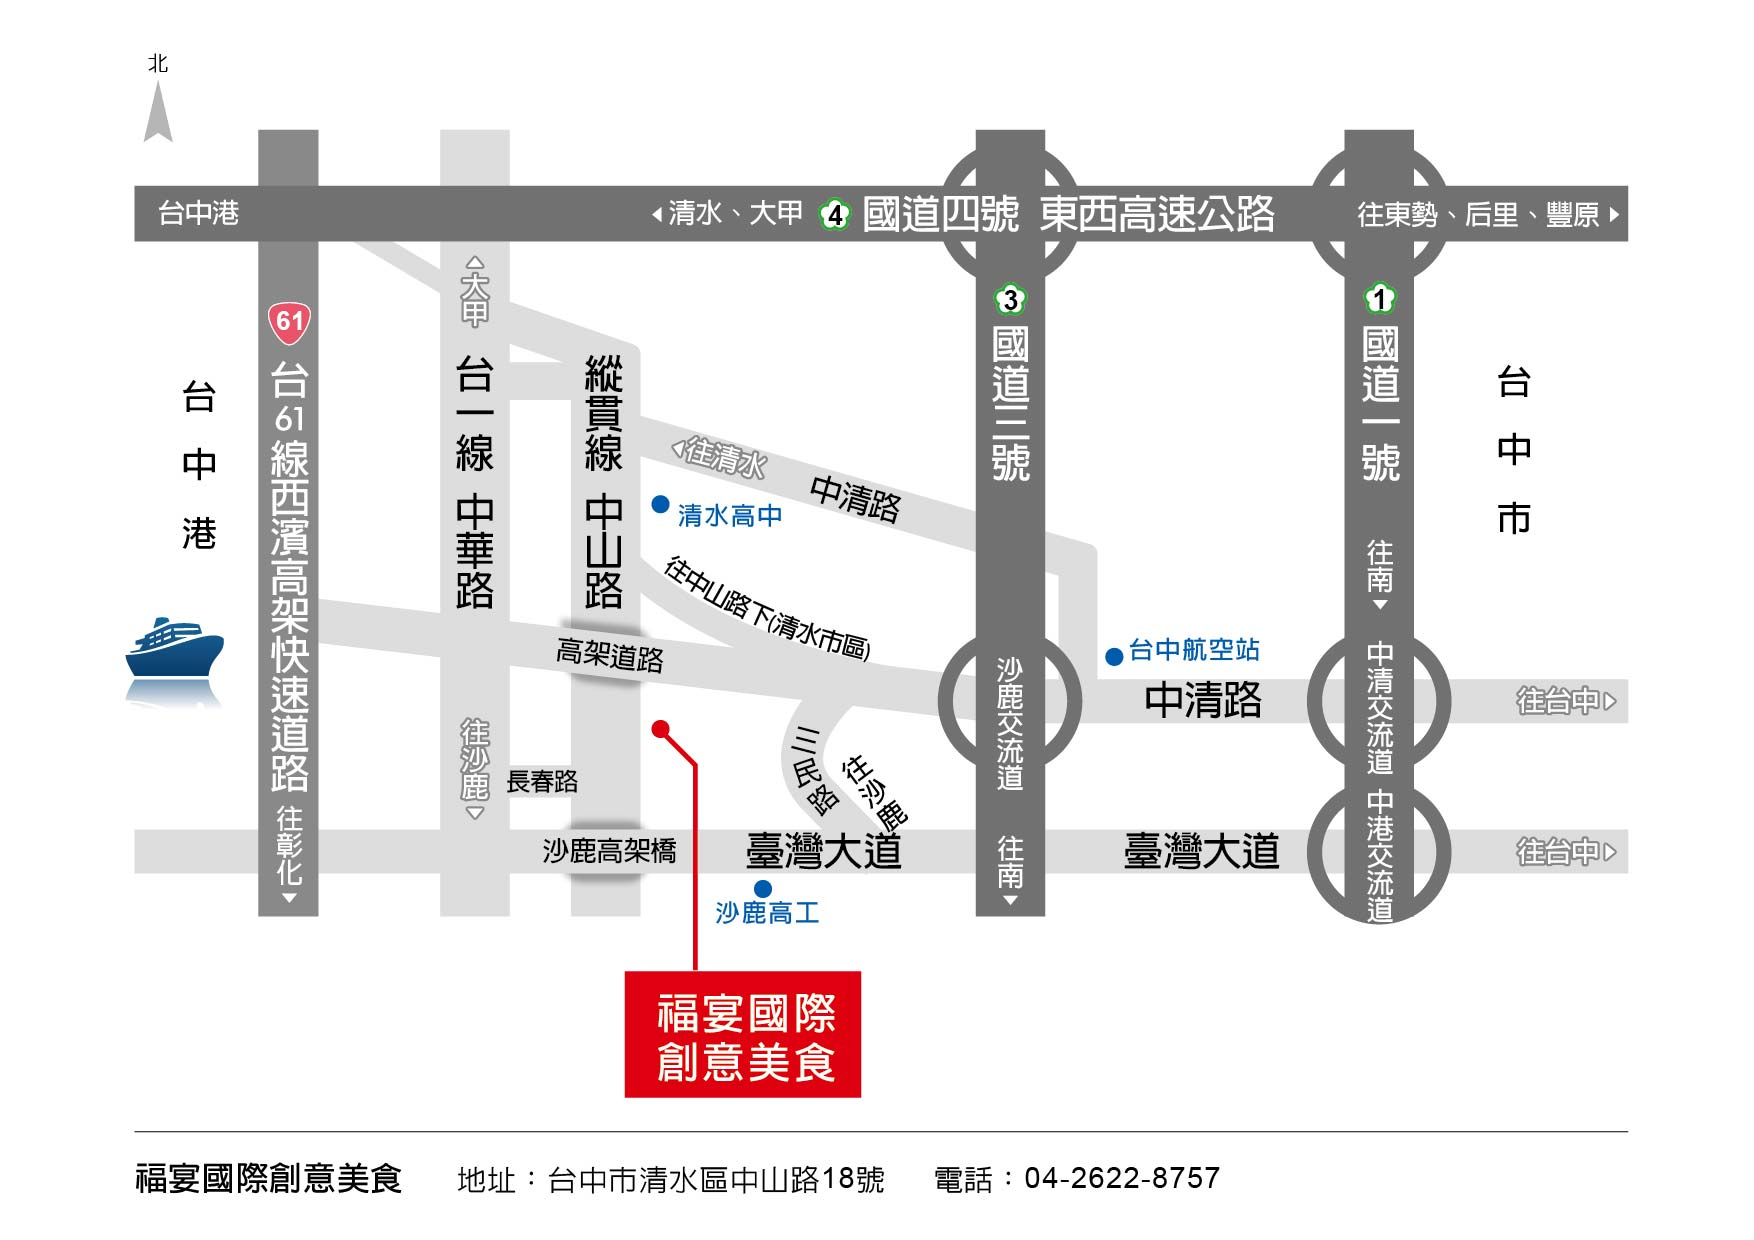 北
台中港
清水、大甲
4
國道四號 東西高速公路
往東勢、后里、豐原
大甲
61
台61線西濱高架快速道路
往彰化
台中港
台一線 中華路
往沙鹿
縱貫線 中山路
往清水
中清路
清水高中
往中山路下(清水市區)
高架道路
3
國道三號
沙鹿交流道
往南
1
國道一號
往南
中清交流道
中港交流道
台中市
台中航空站
中清路
往台中
三民路
往沙鹿
長春路
沙鹿高架橋
臺灣大道
臺灣大道
往台中
沙鹿高工
福宴國際
創意美食
福宴國際創意美食 地址：台中市清水區中山路18號 電話：04-2622-8757